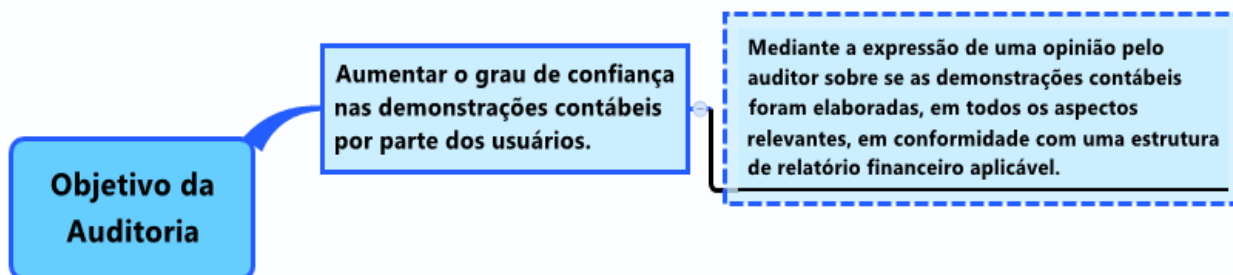 Objetivo da
Auditoria
Aumentar o grau de confiança
nas demonstrações contábeis
por parte dos usuários.
Mediante a expressão de uma opinião pelo
auditor sobre se as demonstrações contábeis
foram elaboradas, em todos os aspectos
relevantes, em conformidade com uma estrutura
de relatório financeiro aplicável.